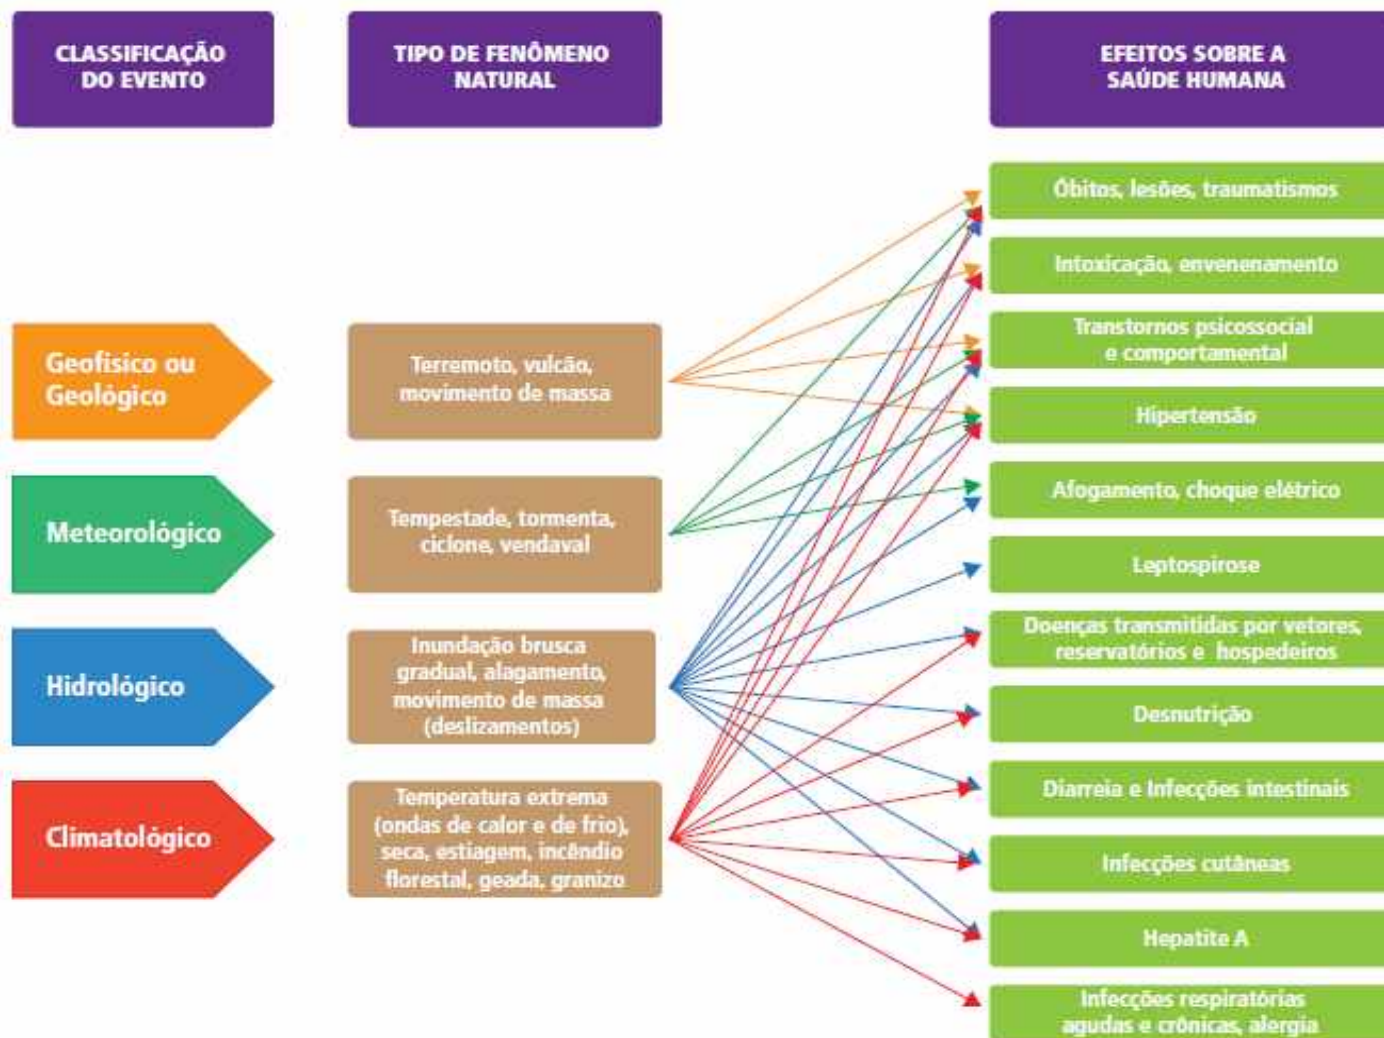 CLASSIFICAÇÃO
DO EVENTO
TIPO DE FENÔMENO
NATURAL
EFEITOS SOBRE A
SAÚDE HUMANA
Geofísico ou
Geológico
Terremoto, vulcão,
movimento de massa
Meteorológico
Tempestade, tormenta,
ciclone, vendaval
Hidrológico
Inundação brusca
gradual, alagamento,
movimento de massa
(deslizamentos)
Climatológico
Temperatura extrema
(ondas de calor e de frio),
seca, estiagem, incêndio
florestal, geada, granizo
Óbitos, lesões, traumatismos
Intoxicação, envenenamento
Transtornos psicossocial
e comportamental
Hipertensão
Afogamento, choque elétrico
Leptospirose
Doenças transmitidas por vetores,
reservatórios e hospedeiros
Desnutrição
Diarreia e Infecções intestinais
Infecções cutâneas
Hepatite A
Infecções respiratórias
agudas e crônicas, alergia